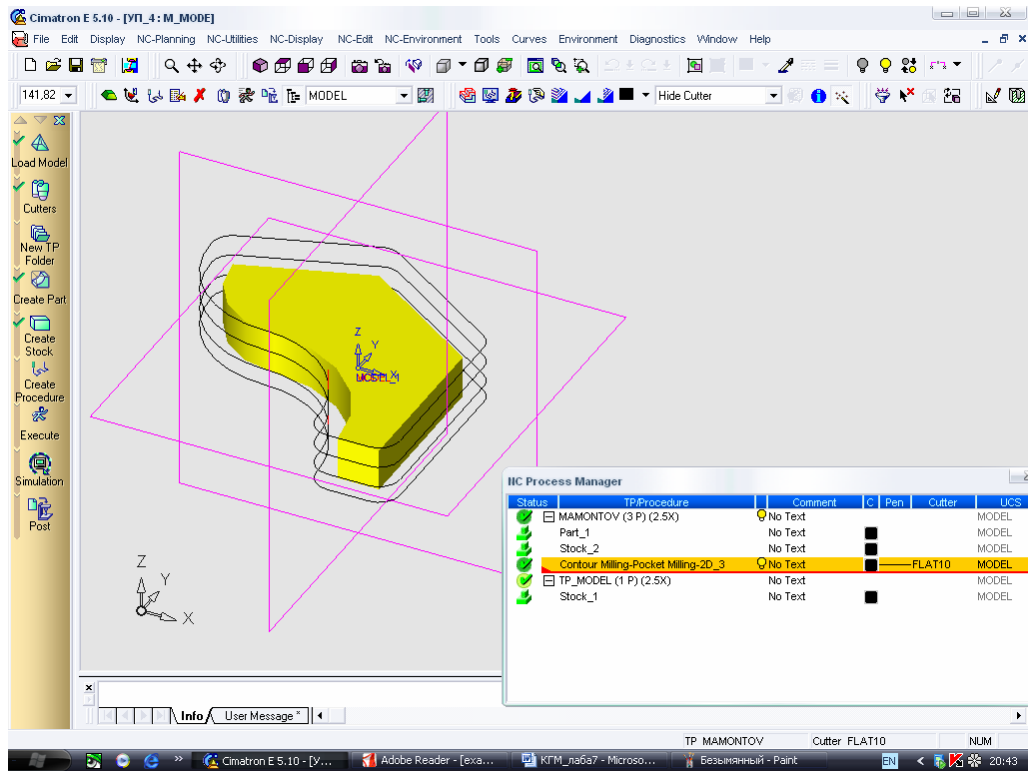 Cimatron E 5.10 - [УП_4 : M_MODE]
File Edit Display NC-Planning NC-Utilities NC-Display NC-Edit NC-Environment Tools Curves Environment Diagnostics Window Help
141,82 MODEL Hide Cutter
Load Model
Cutters
New TP
Folder
Create Part
Create
Stock
Create
Procedure
Execute
Simulation
Post
Z
Y
X
Z
Y
X
NC Process Manager
Status TP/Procedure Comment C Pen Cutter UCS
MAMONTOV (3 P) (2.5X) No Text MODEL
Part_1 No Text MODEL
Stock_2 No Text MODEL
Contour Milling-Pocket Milling-2D_3 No Text FLAT10 MODEL
TP_MODEL (1 P) (2.5X) No Text MODEL
Stock_1 No Text MODEL
Info User Message *
TP MAMONTOV Cutter FLAT10 NUM
Cimatron E 5.10 - [У... Adobe Reader - [exa... КГМ_лаба7 - Microso... Безымянный - Paint EN 20:43